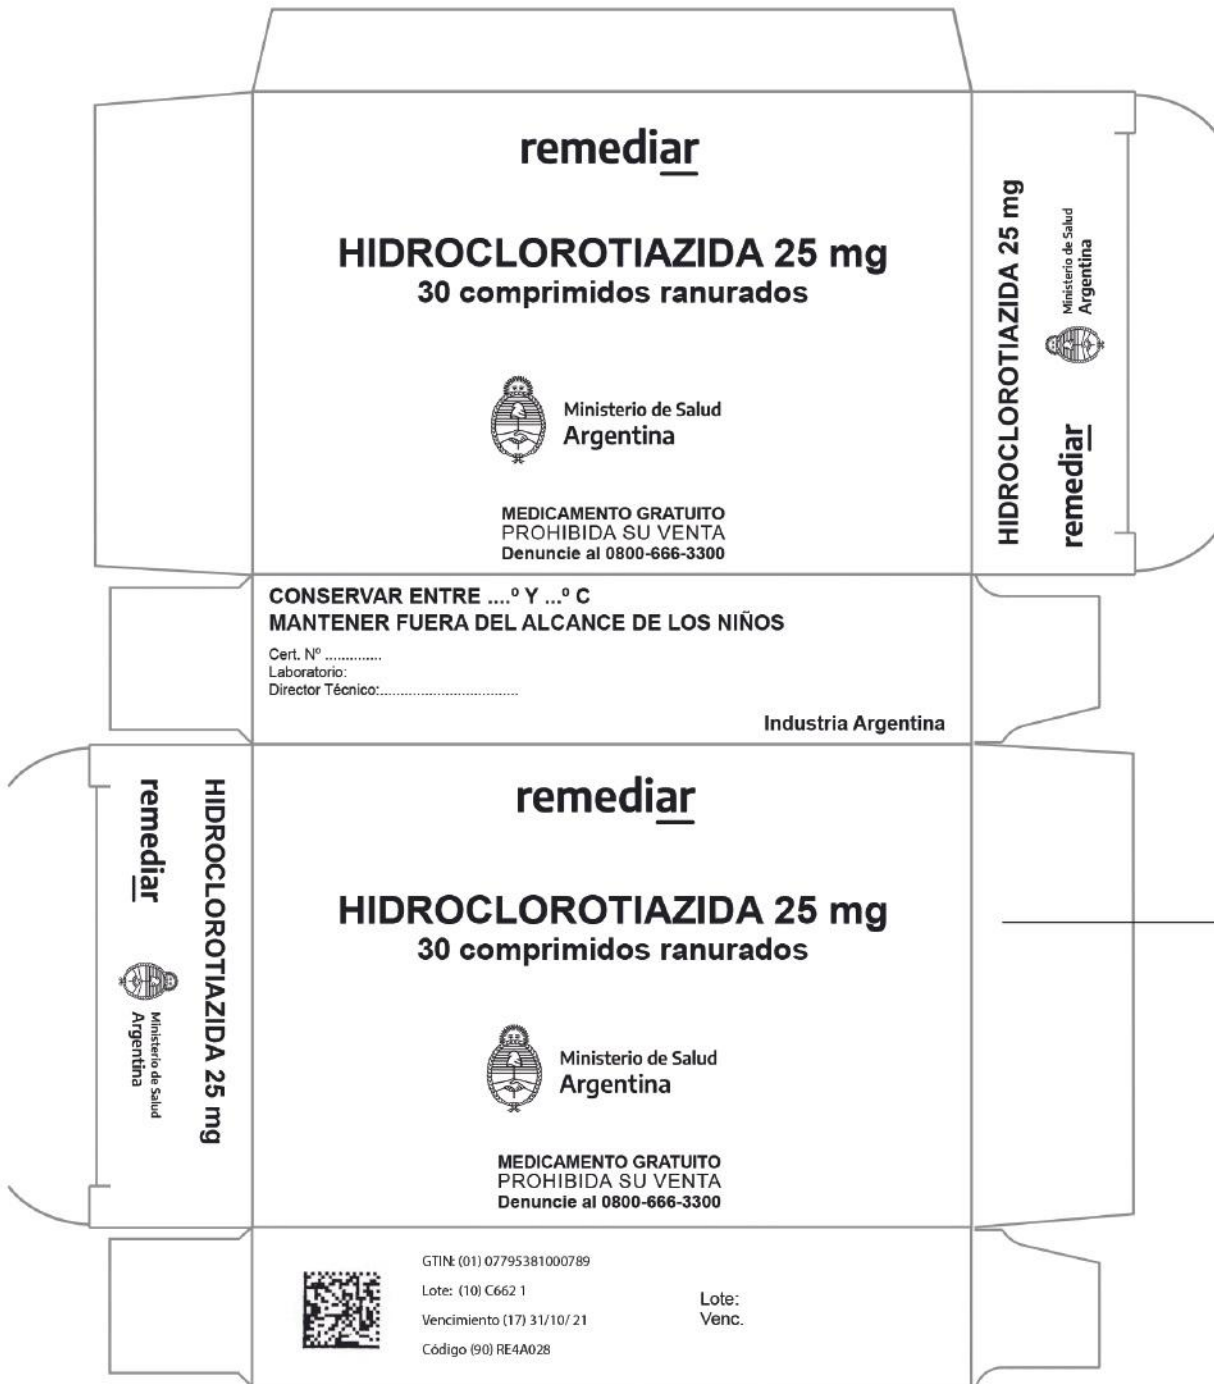 remediar
HIDROCLOROTIAZIDA 25 mg
30 comprimidos ranurados
Ministerio de Salud
Argentina
MEDICAMENTO GRATUITO
PROHIBIDA SU VENTA
Denuncie al 0800-666-3300
HIDROCLOROTIAZIDA 25 mg
remediar
Ministerio de Salud
Argentina
CONSERVAR ENTRE ....º Y ...º C
MANTENER FUERA DEL ALCANCE DE LOS NIÑOS
Cert. Nº ..............
Laboratorio:
Director Técnico:..................................
Industria Argentina
remediar
Ministerio de Salud
Argentina
HIDROCLOROTIAZIDA 25 mg
remediar
HIDROCLOROTIAZIDA 25 mg
30 comprimidos ranurados
Ministerio de Salud
Argentina
MEDICAMENTO GRATUITO
PROHIBIDA SU VENTA
Denuncie al 0800-666-3300
GTIN: (01) 07795381000789
Lote: (10) C662 1
Vencimiento (17) 31/10/ 21
Código (90) RE4A028
Lote:
Venc.